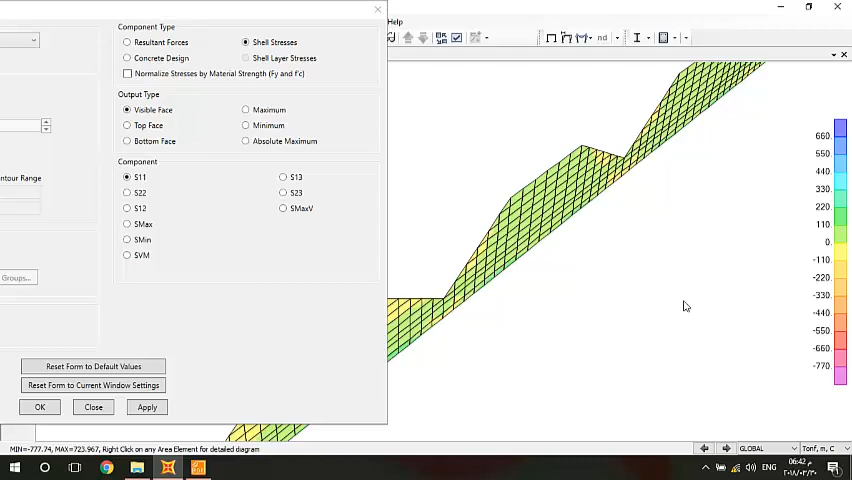 Help
Component Type
Resultant Forces
Shell Stresses
Concrete Design
Shell Layer Stresses
Normalize Stresses by Material Strength (Fy and f'c)
Output Type
Visible Face
Maximum
Top Face
Minimum
Bottom Face
Absolute Maximum
Component
S11
S13
S22
S23
S12
SMaxV
SMax
SMin
SVM
ntour Range
Groups...
Reset Form to Default Values
Reset Form to Current Window Settings
OK
Close
Apply
nd
660.
550.
440.
330.
220.
110.
0.
-110.
-220.
-330.
-440.
-550.
-660.
-770.
MIN=-777.74, MAX=723.967, Right Click on any Area Element for detailed diagram
GLOBAL
Tonf, m, C
ENG
06:42 م